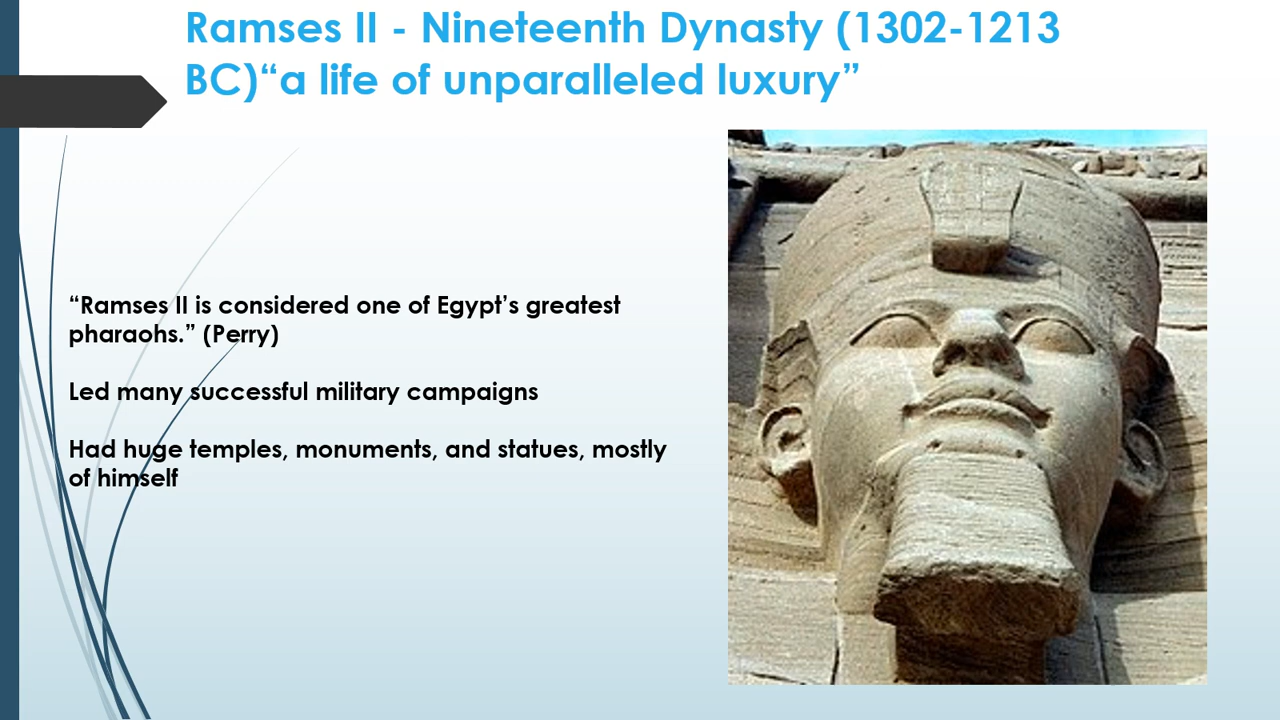 Ramses II - Nineteenth Dynasty (1302-1213
BC)“a life of unparalleled luxury”
“Ramses II is considered one of Egypt’s greatest
pharaohs.” (Perry)
Led many successful military campaigns
Had huge temples, monuments, and statues, mostly
of himself